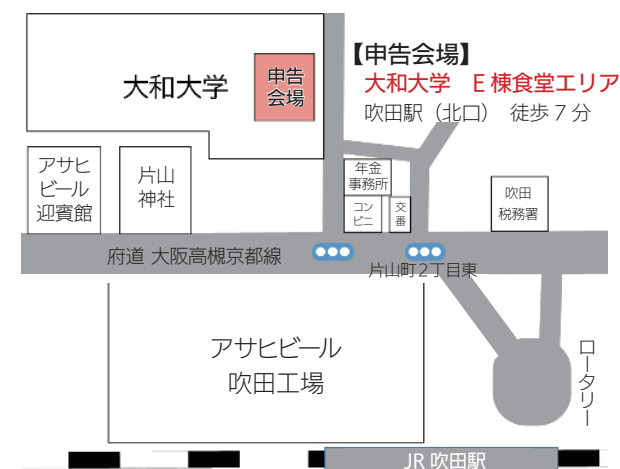 【申告会場】
大和大学　E棟食堂エリア
吹田駅（北口）　徒歩7分
大和大学
申告
会場
アサヒ
ビール
迎賓館
片山
神社
年金
事務所
コン
ビニ
交
番
吹田
税務署
府道 大阪高槻京都線
片山町2丁目東
アサヒビール
吹田工場
ロータリー
JR 吹田駅